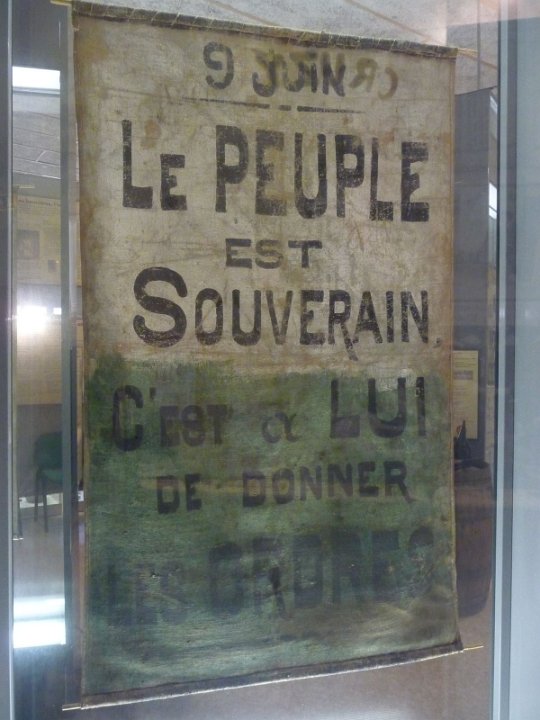 9 JUIN
LE PEUPLE
EST
SOUVERAIN.
C'EST à LUI
DE DONNER
LES ORDRES